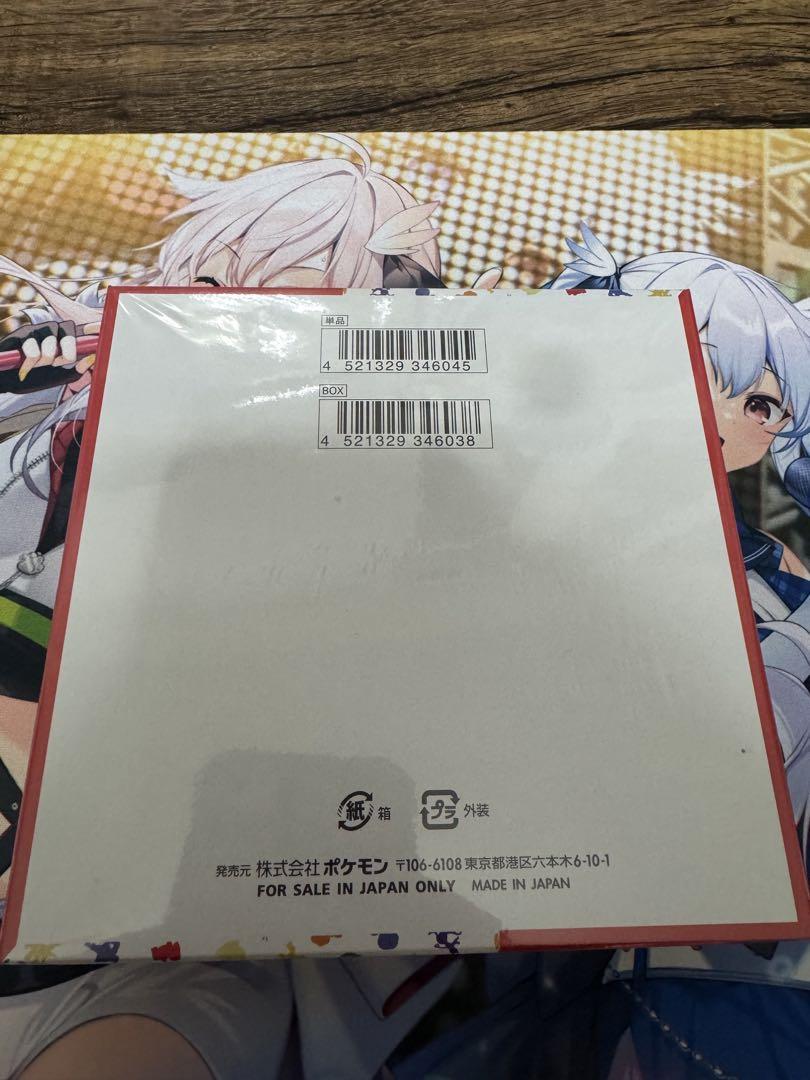 単品
4 521329 346045
BOX
4 521329 346038
紙 箱
プラ 外装
発売元 株式会社ポケモン 〒106-6108 東京都港区六本木6-10-1
FOR SALE IN JAPAN ONLY MADE IN JAPAN